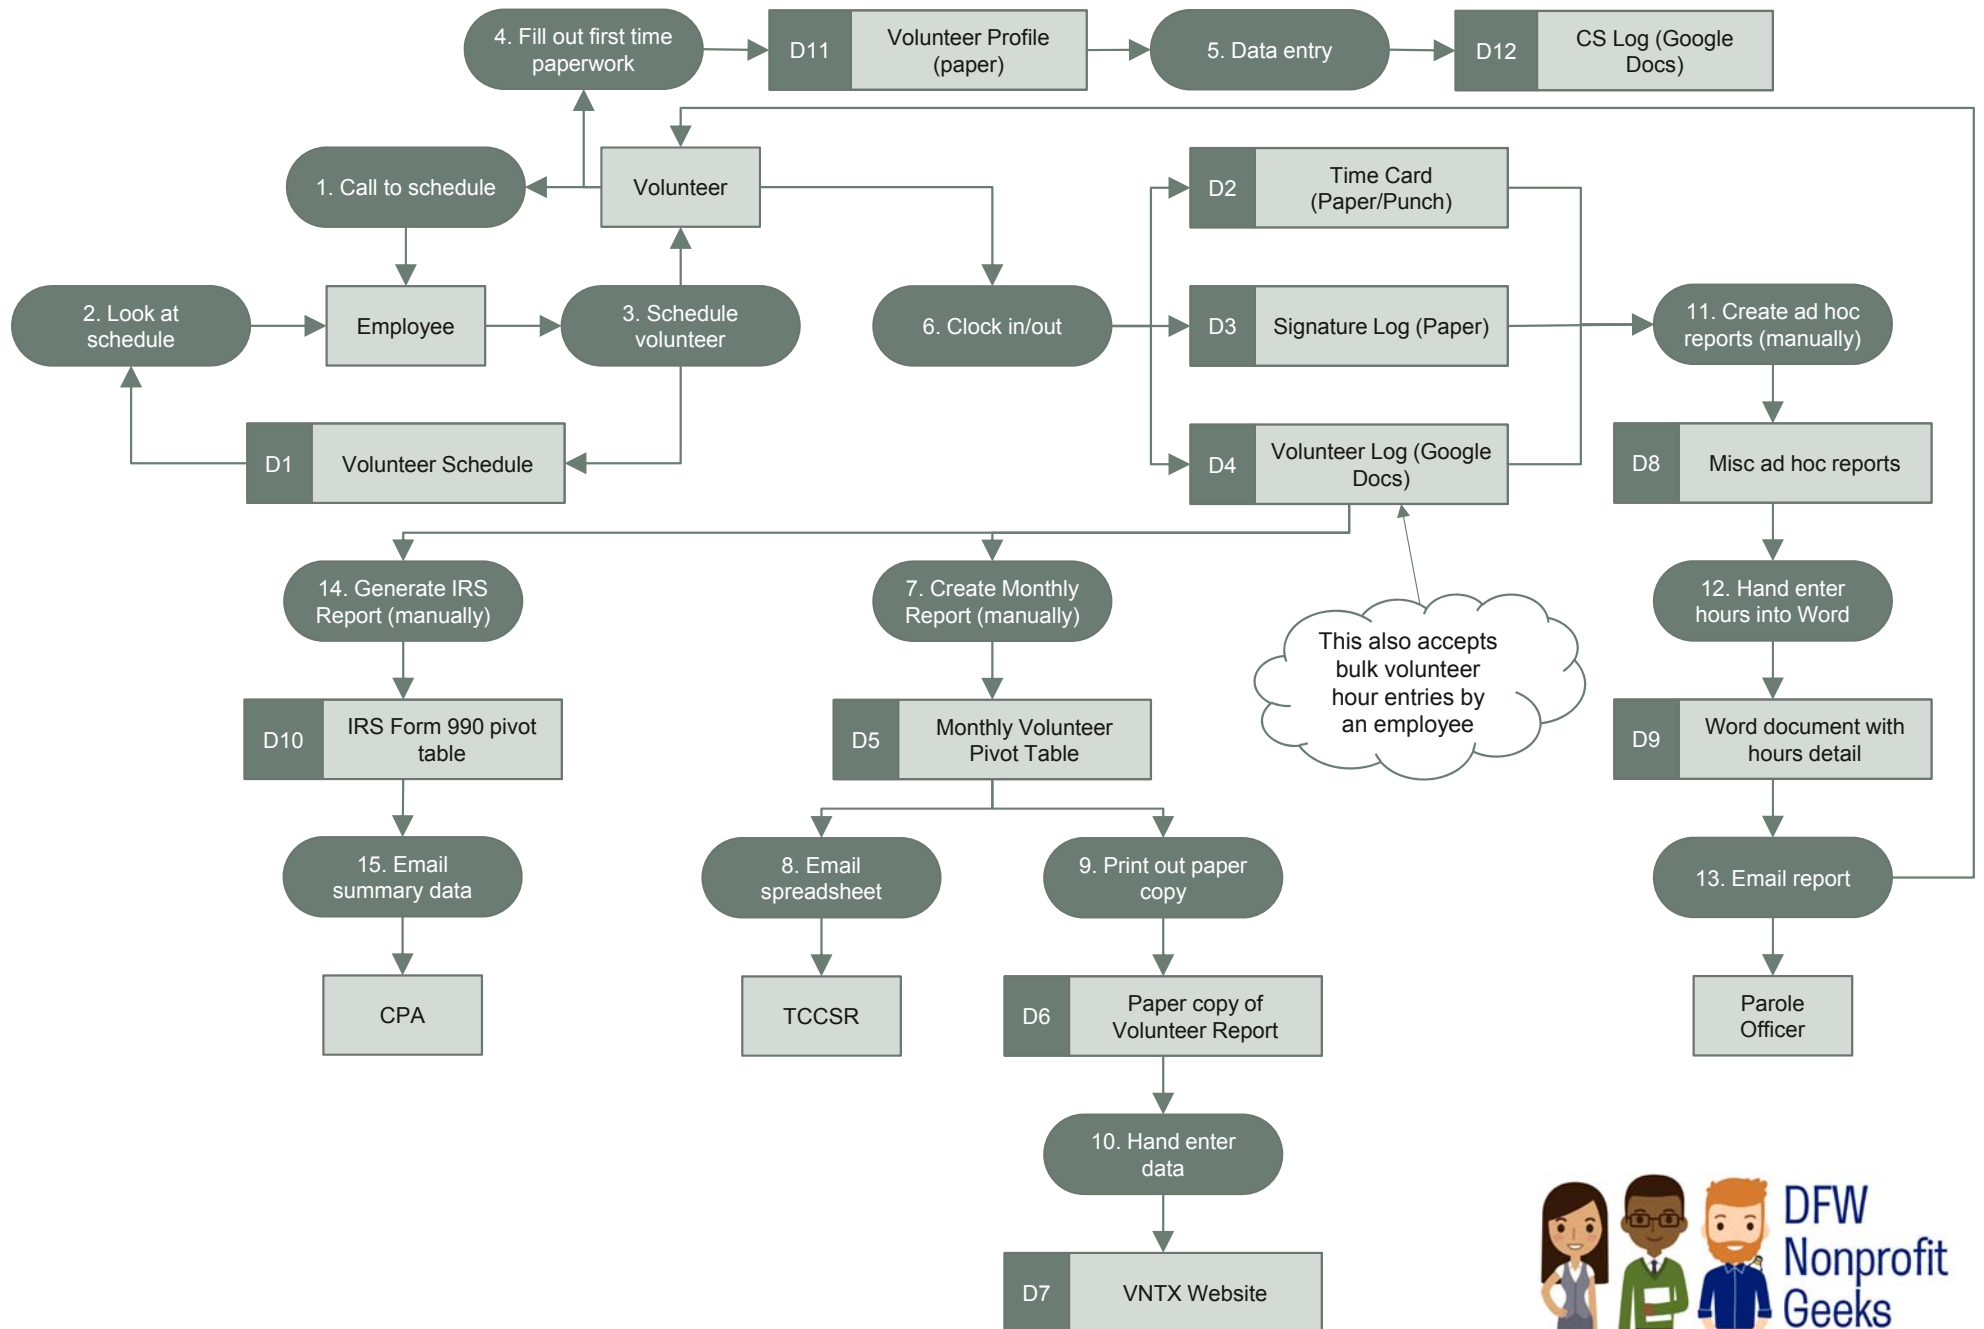 4. Fill out first time
paperwork
D11
Volunteer Profile
(paper)
5. Data entry
D12
CS Log (Google
Docs)
1. Call to schedule
Volunteer
D2
Time Card
(Paper/Punch)
2. Look at
schedule
Employee
3. Schedule
volunteer
6. Clock in/out
D3
Signature Log (Paper)
11. Create ad hoc
reports (manually)
D1
Volunteer Schedule
D4
Volunteer Log (Google
Docs)
D8
Misc ad hoc reports
14. Generate IRS
Report (manually)
7. Create Monthly
Report (manually)
This also accepts
bulk volunteer
hour entries by
an employee
12. Hand enter
hours into Word
D10
IRS Form 990 pivot
table
D5
Monthly Volunteer
Pivot Table
D9
Word document with
hours detail
15. Email
summary data
8. Email
spreadsheet
9. Print out paper
copy
13. Email report
CPA
TCCSR
D6
Paper copy of
Volunteer Report
Parole
Officer
10. Hand enter
data
D7
VNTX Website
DFW
Nonprofit
Geeks